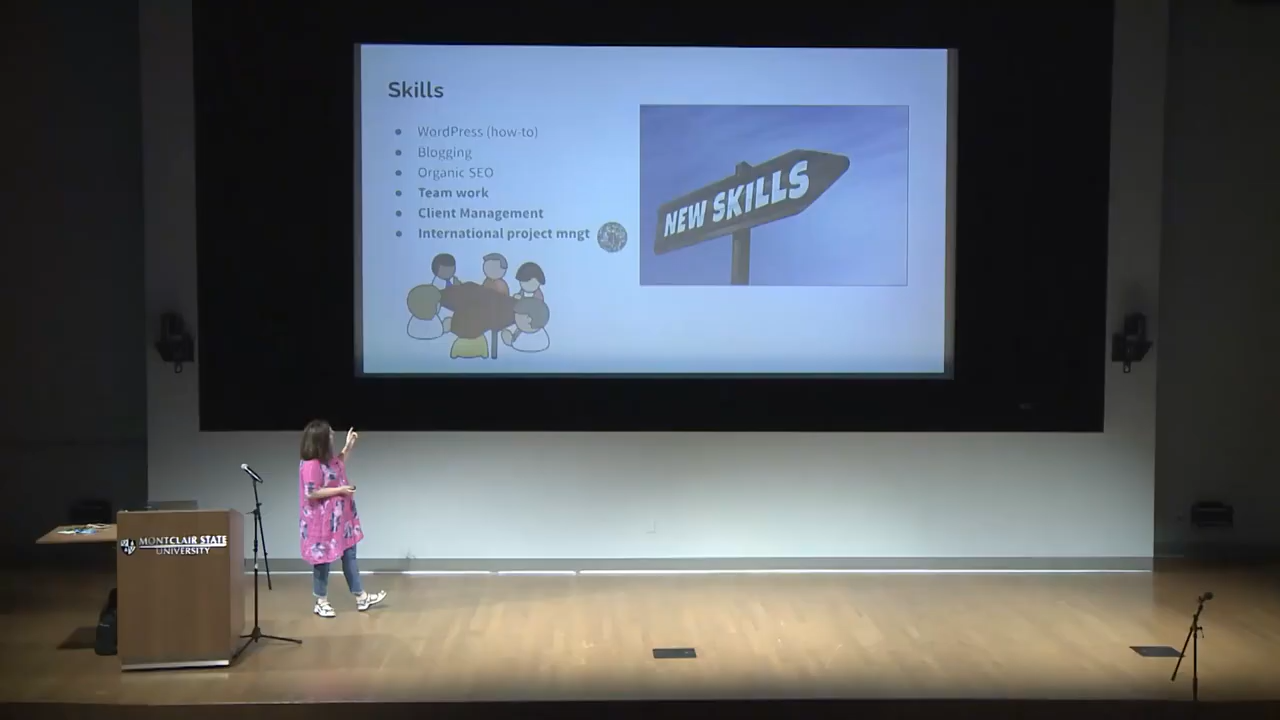 Skills
WordPress (how-to)
Blogging
Organic SEO
Team work
Client Management
International project mngt
NEW SKILLS
MONTCLAIR STATE
UNIVERSITY